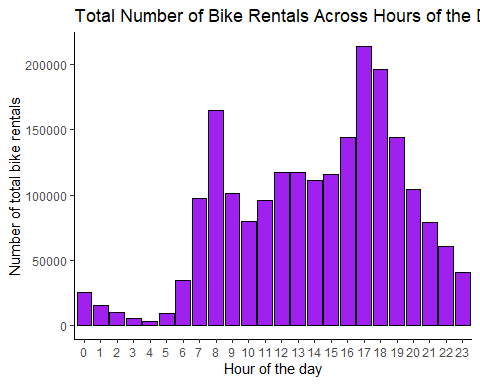 Total Number of Bike Rentals Across Hours of the D
Number of total bike rentals
200000
150000
100000
50000
0
0 1 2 3 4 5 6 7 8 9 10 11 12 13 14 15 16 17 18 19 20 21 22 23
Hour of the day